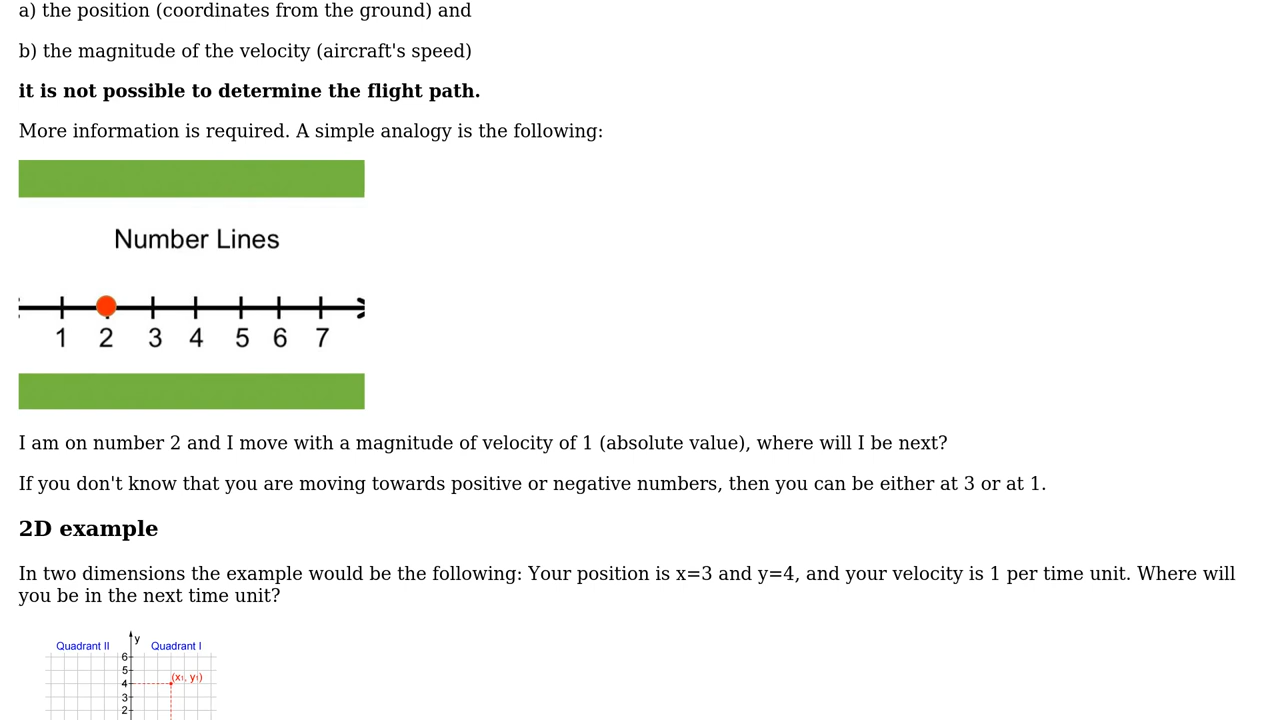 a) the position (coordinates from the ground) and
b) the magnitude of the velocity (aircraft's speed)
it is not possible to determine the flight path.
More information is required. A simple analogy is the following:
Number Lines
1 2 3 4 5 6 7
I am on number 2 and I move with a magnitude of velocity of 1 (absolute value), where will I be next?
If you don't know that you are moving towards positive or negative numbers, then you can be either at 3 or at 1.
2D example
In two dimensions the example would be the following: Your position is x=3 and y=4, and your velocity is 1 per time unit. Where will
you be in the next time unit?
y
Quadrant II Quadrant I
6
5
(x₁, y₁)
4
3
2